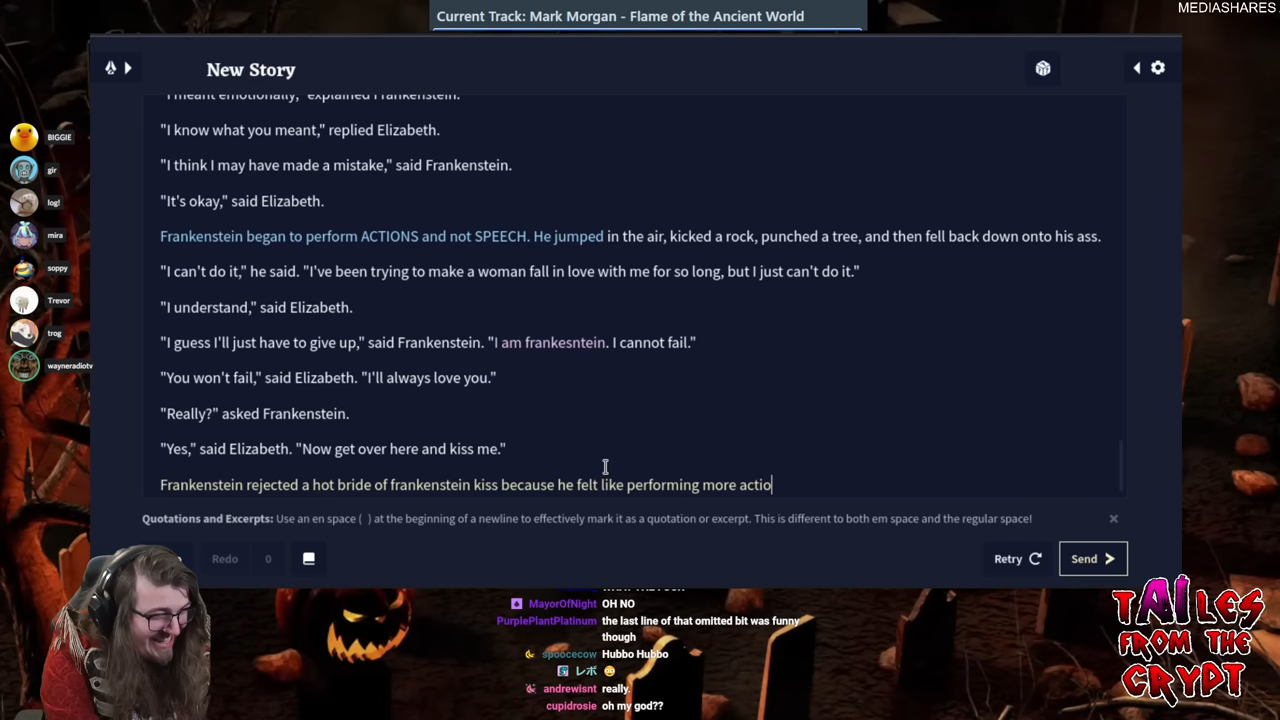 Current Track: Mark Morgan - Flame of the Ancient World
MEDIASHARES
New Story
"I meant emotionally," explained Frankenstein.
"I know what you meant," replied Elizabeth.
"I think I may have made a mistake," said Frankenstein.
"It's okay," said Elizabeth.
Frankenstein began to perform ACTIONS and not SPEECH. He jumped in the air, kicked a rock, punched a tree, and then fell back down onto his ass.
"I can't do it," he said. "I've been trying to make a woman fall in love with me for so long, but I just can't do it."
"I understand," said Elizabeth.
"I guess I'll just have to give up," said Frankenstein. "I am frakesntein. I cannot fail."
"You won't fail," said Elizabeth. "I'll always love you."
"Really?" asked Frankenstein.
"Yes," said Elizabeth. "Now get over here and kiss me."
Frankenstein rejected a hot bride of frankenstein kiss because he felt like performing more actio
BIGGIE
gir
log!
mira
soppy
Trevor
trog
wayneradiotv
Quotations and Excerpts: Use an en space ( ) at the beginning of a newline to effectively mark it as a quotation or excerpt. This is different to both em space and the regular space!
Redo 0
Retry
Send
MayorOfNight OH NO
PurplePlantPlatinum the last line of that omitted bit was funny
though
spoocecow Hubbo Hubbo
レボ
andrewisnt really.
cupidrosie oh my god??
TAILES
FROM THE
CRYPT